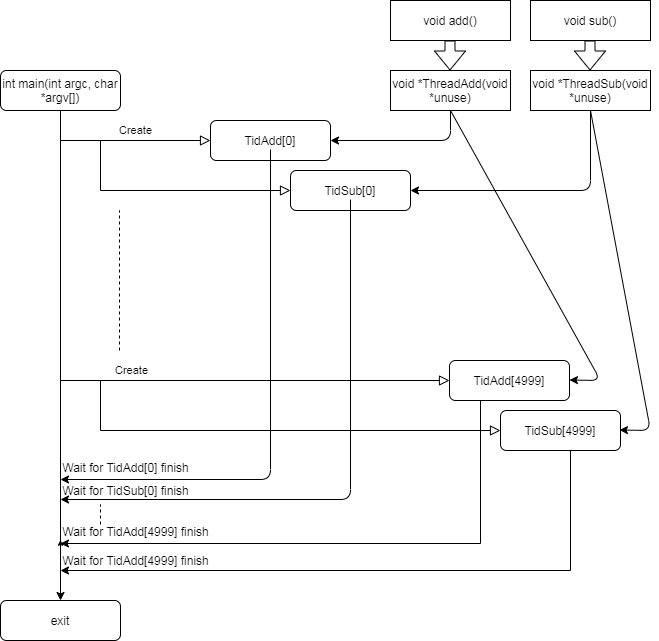 void add()
void sub()
int main(int argc, char
*argv[])
void *ThreadAdd(void
*unuse)
void *ThreadSub(void
*unuse)
Create
TidAdd[0]
TidSub[0]
Create
TidAdd[4999]
TidSub[4999]
Wait for TidAdd[0] finish
Wait for TidSub[0] finish
Wait for TidAdd[4999] finish
Wait for TidAdd[4999] finish
exit